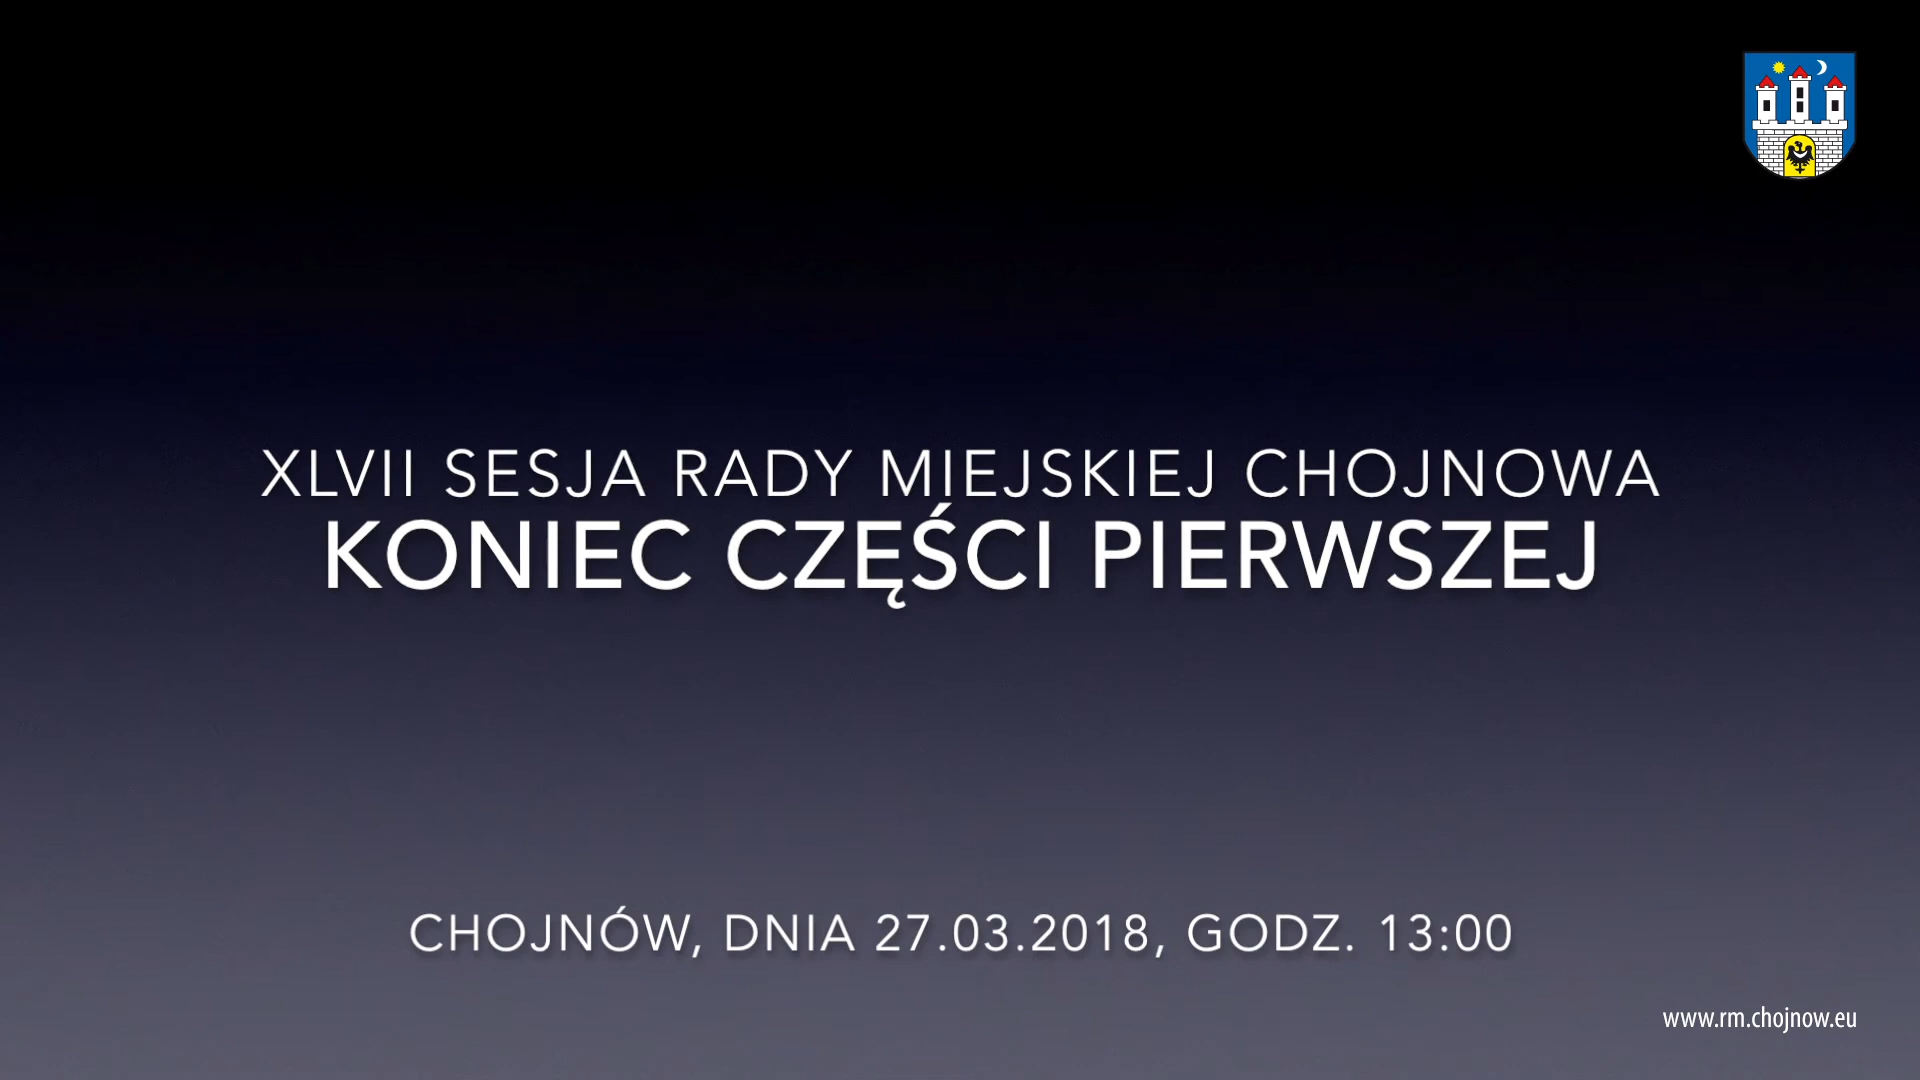 XLVII SESJA RADY MIEJSKIEJ CHOJNOWA
KONIEC CZĘŚCI PIERWSZEJ
CHOJNÓW, DNIA 27.03.2018, GODZ. 13:00
www.rm.chojnow.eu